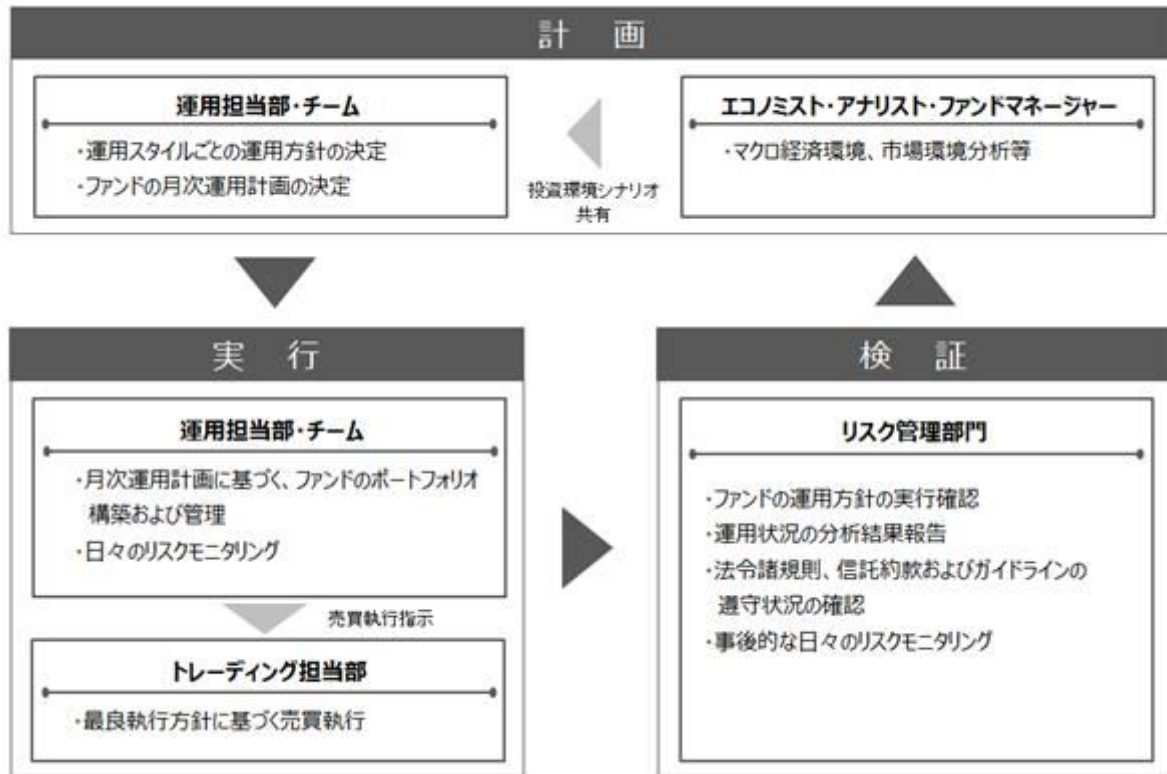 計　画
運用担当部・チーム
・運用スタイルごとの運用方針の決定
・ファンドの月次運用計画の決定
投資環境シナリオ
共有
エコノミスト・アナリスト・ファンドマネージャー
・マクロ経済環境、市場環境分析等
実　行
運用担当部・チーム
・月次運用計画に基づく、ファンドのポートフォリオ
構築および管理
・日々のリスクモニタリング
売買執行指示
トレーディング担当部
・最良執行方針に基づく売買執行
検　証
リスク管理部門
・ファンドの運用方針の実行確認
・運用状況の分析結果報告
・法令諸規則、信託約款およびガイドラインの
遵守状況の確認
・事後的な日々のリスクモニタリング